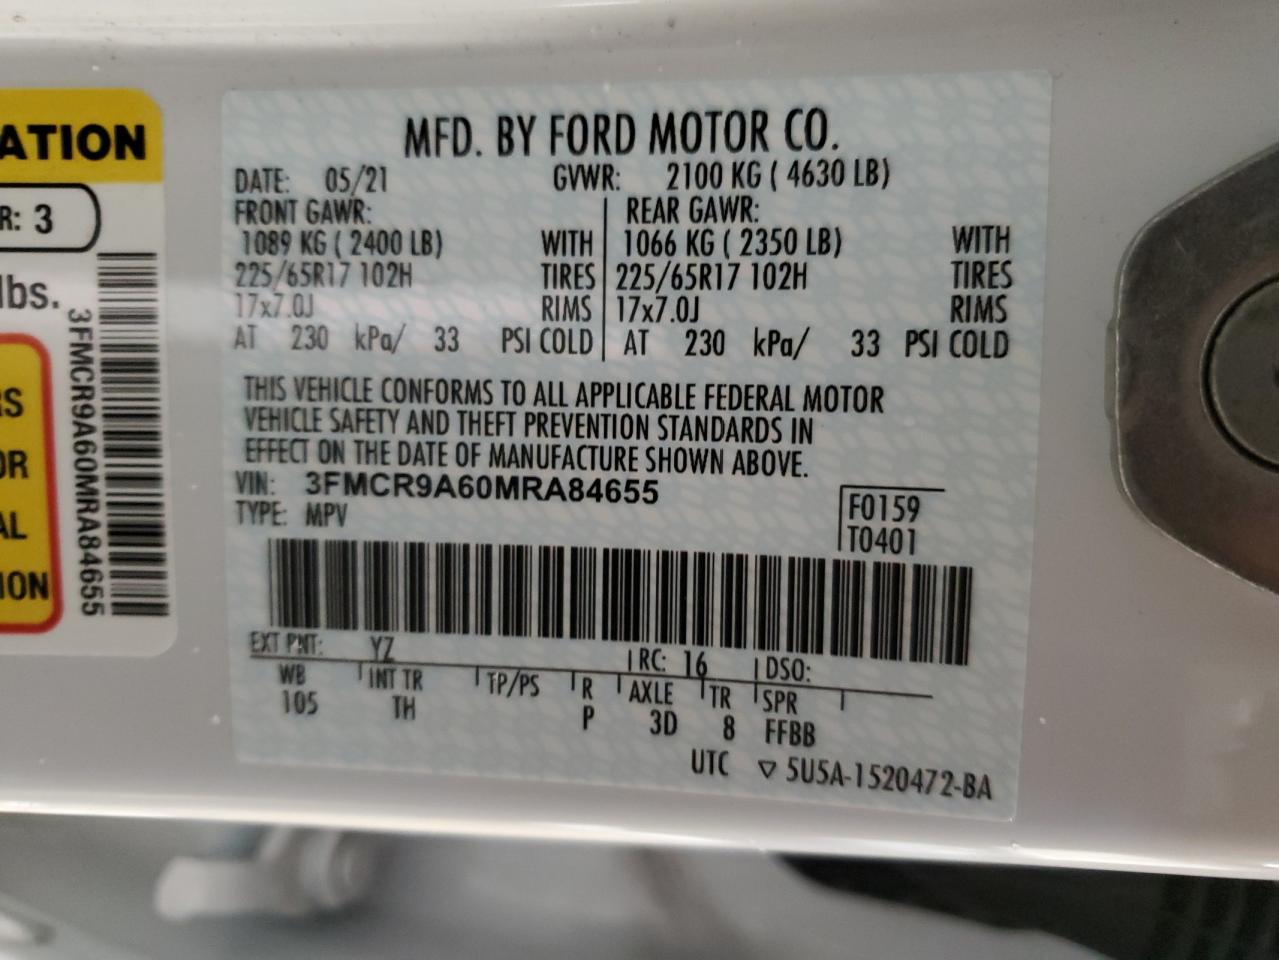 ATION
R: 3
lbs.
RS
OR
AL
ION
3FMCR9A60MRA84655
MFD. BY FORD MOTOR CO.
DATE: 05/21 GVWR: 2100 KG ( 4630 LB)
FRONT GAWR: REAR GAWR:
1089 KG ( 2400 LB) WITH 1066 KG ( 2350 LB) WITH
225/65R17 102H TIRES 225/65R17 102H TIRES
17x7.0J RIMS 17x7.0J RIMS
AT 230 kPa/ 33 PSI COLD AT 230 kPa/ 33 PSI COLD
THIS VEHICLE CONFORMS TO ALL APPLICABLE FEDERAL MOTOR
VEHICLE SAFETY AND THEFT PREVENTION STANDARDS IN
EFFECT ON THE DATE OF MANUFACTURE SHOWN ABOVE.
VIN: 3FMCR9A60MRA84655
TYPE: MPV
F0159
T0401
EXT PNT: YZ RC: 16 DSO:
WB INT TR TP/PS R AXLE TR SPR
105 TH P 3D 8 FFBB
UTC ▽ 5U5A-1520472-BA